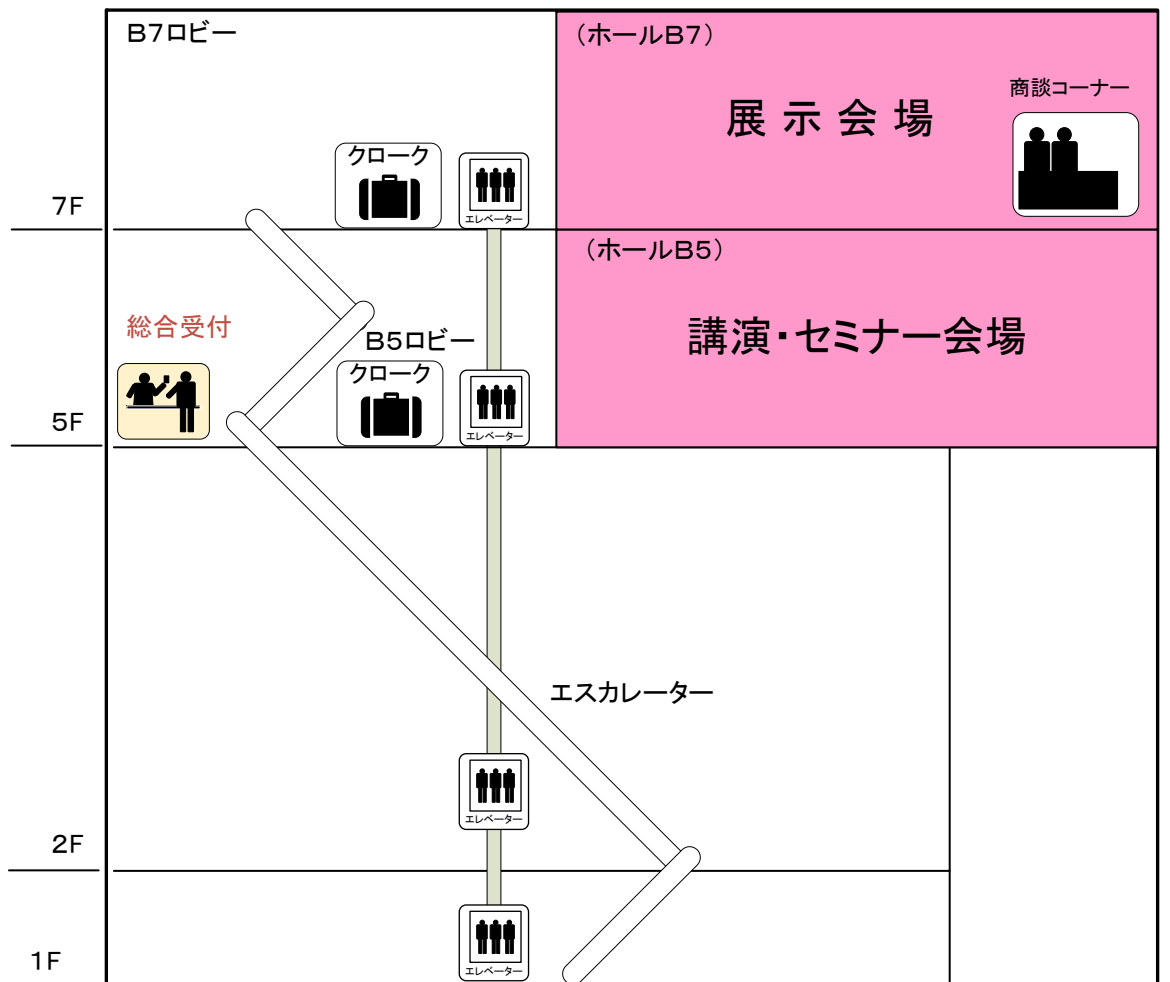 B7ロビー
(ホールB7)
商談コーナー
展示会場
クローク
エレベーター
7F
(ホールB5)
総合受付
B5ロビー
講演・セミナー会場
クローク
エレベーター
5F
エスカレーター
エレベーター
2F
エレベーター
1F